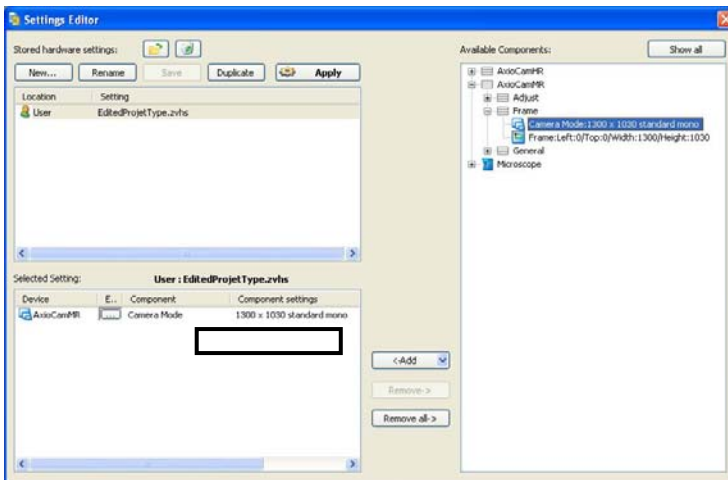 Settings Editor
Stored hardware settings:
New... Rename Save Duplicate Apply
Location Setting
User EditedProjetType.zvhs
Selected Setting: User : EditedProjetType.zvhs
Device E.. Component Component settings
AxioCamMR ... Camera Mode 1300 x 1030 standard mono
<-Add
Remove->
Remove all->
Available Components: Show all
AxioCamHR
AxioCamMR
Adjust
Frame
Camera Mode:1300 x 1030 standard mono
Frame:Left:0/Top:0/Width:1300/Height:1030
General
Microscope